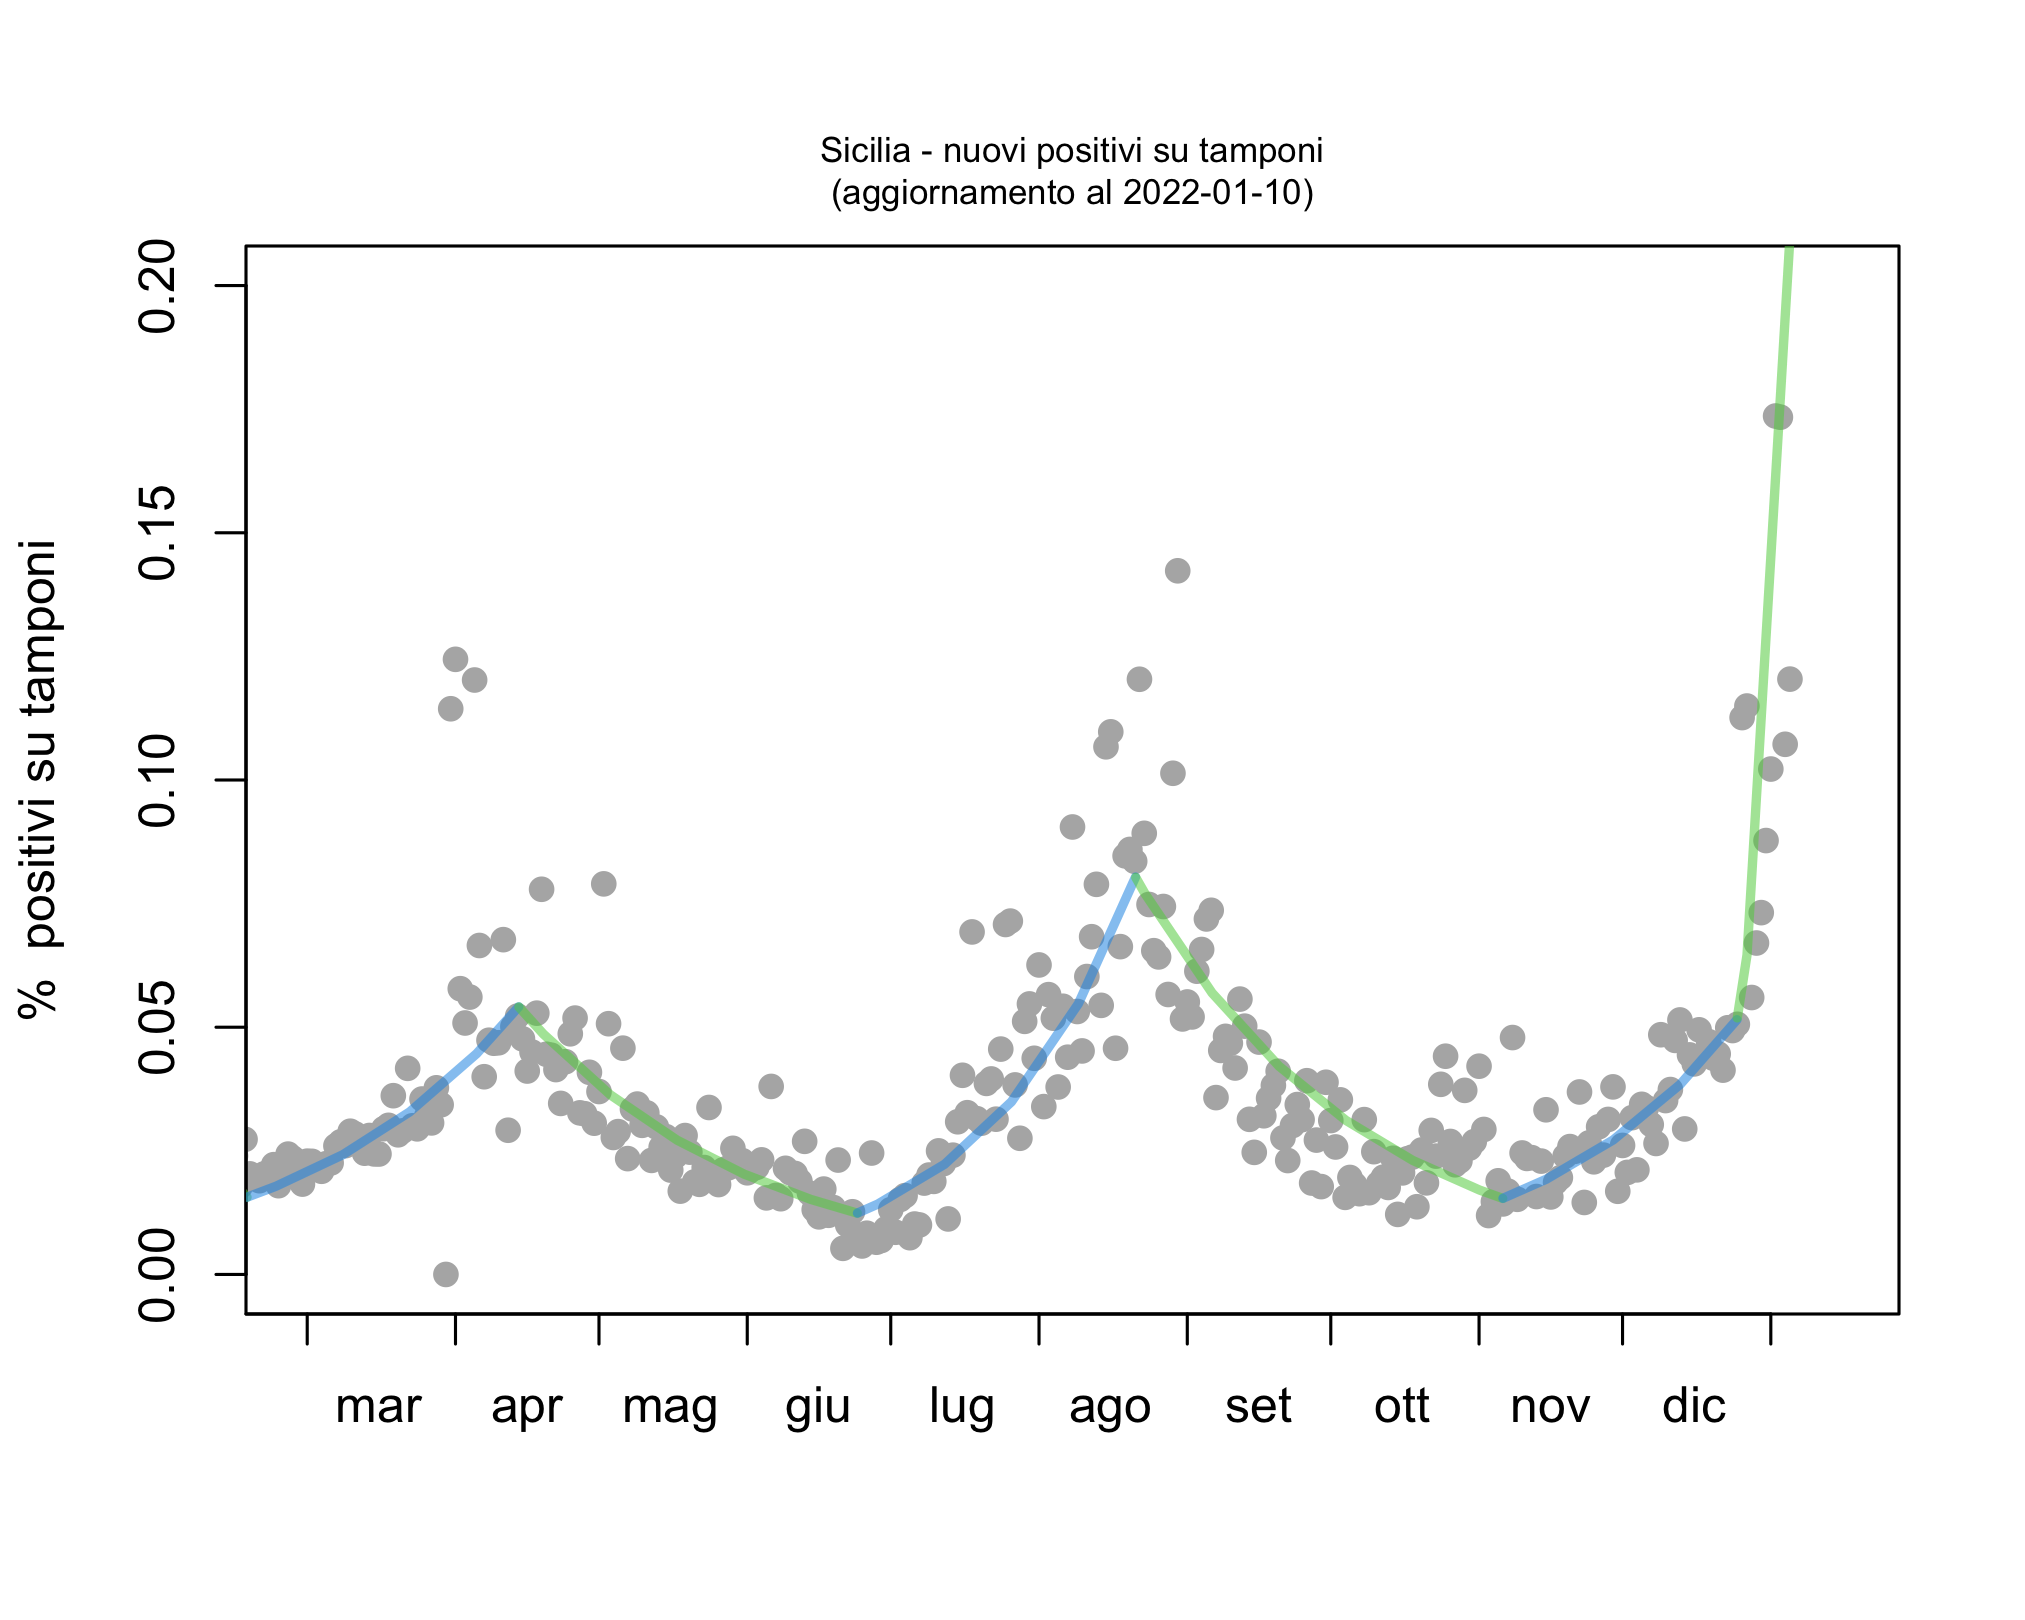 Sicilia - nuovi positivi su tamponi
(aggiornamento al 2022-01-10)
% positivi su tamponi
0.20
0.15
0.10
0.05
0.00
mar apr mag giu lug ago set ott nov dic